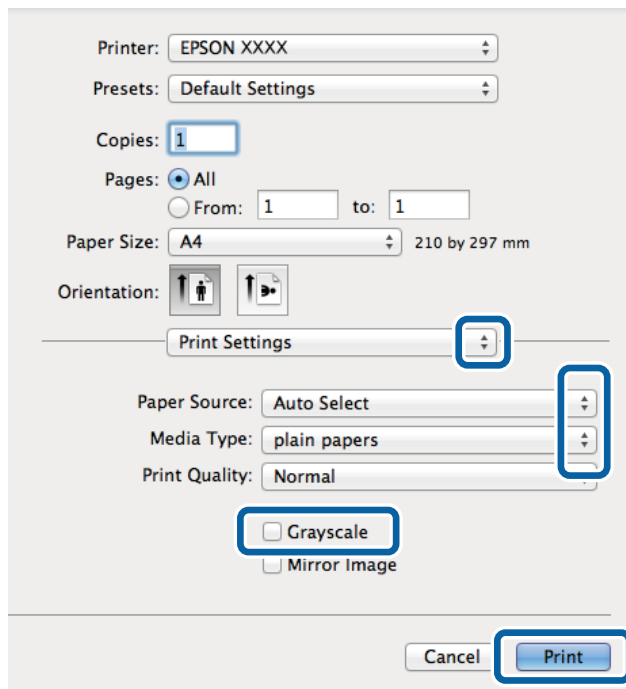 Printer: EPSON XXXX
Presets: Default Settings
Copies: 1
Pages: All
From: 1 to: 1
Paper Size: A4 210 by 297 mm
Orientation:
Print Settings
Paper Source: Auto Select
Media Type: plain papers
Print Quality: Normal
Grayscale
Mirror Image
Cancel Print